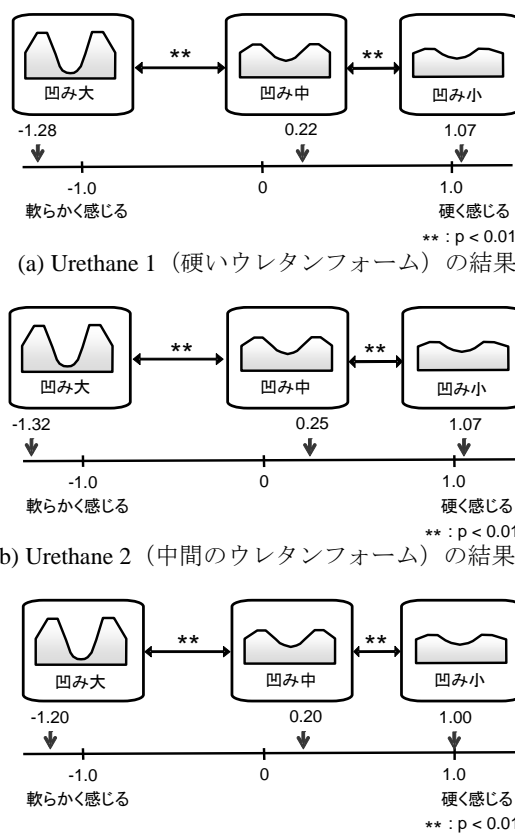 ** **
凹み大 凹み中 凹み小
-1.28 0.22 1.07
-1.0 0 1.0
軟らかく感じる 硬く感じる
** : p < 0.01
(a) Urethane 1（硬いウレタンフォーム）の結果
** **
凹み大 凹み中 凹み小
-1.32 0.25 1.07
-1.0 0 1.0
軟らかく感じる 硬く感じる
** : p < 0.01
b) Urethane 2（中間のウレタンフォーム）の結果
** **
凹み大 凹み中 凹み小
-1.20 0.20 1.00
-1.0 0 1.0
軟らかく感じる 硬く感じる
** : p < 0.01